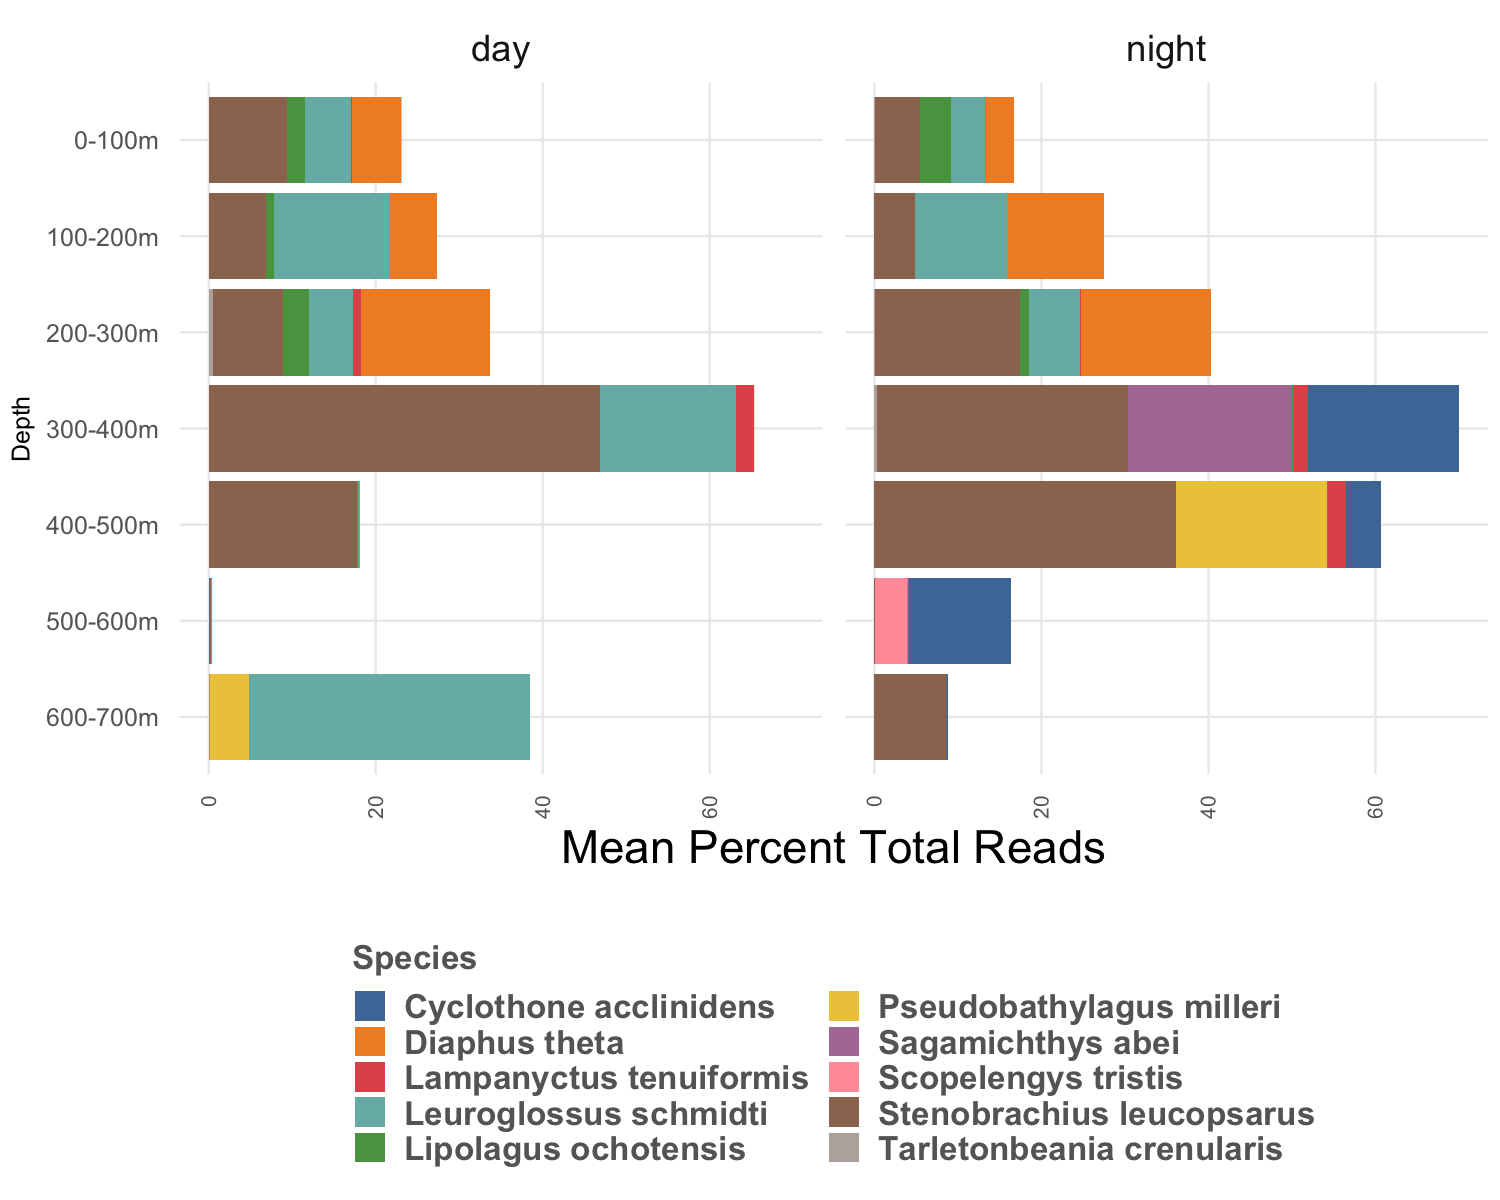 day night
0-100m
100-200m
200-300m
300-400m
400-500m
500-600m
600-700m
Depth
0 20 40 60 0 20 40 60
Mean Percent Total Reads
Species
Cyclothone acclinidens
Diaphus theta
Lampanyctus tenuiformis
Leuroglossus schmidti
Lipolagus ochotensis
Pseudobathylagus milleri
Sagamichthys abei
Scopelengys tristis
Stenobrachius leucopsarus
Tarletonbeania crenularis